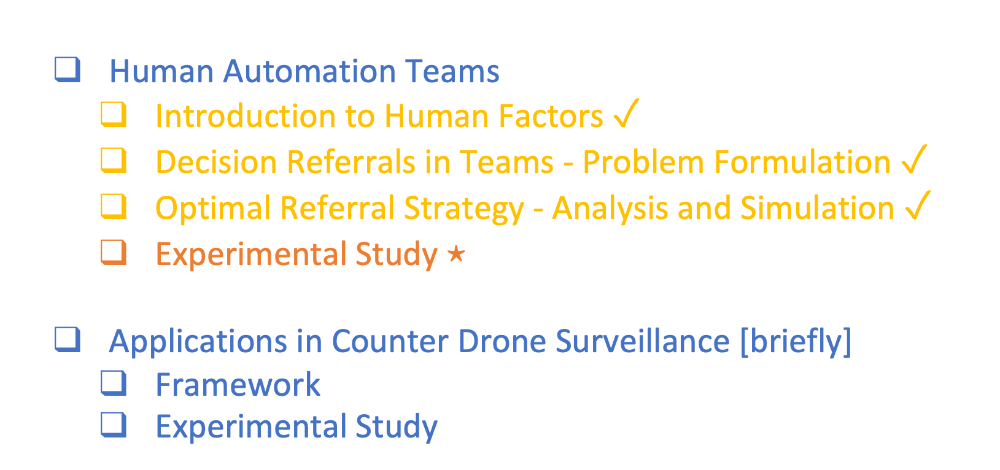 ❑ Human Automation Teams
❑ Introduction to Human Factors ✓
❑ Decision Referrals in Teams - Problem Formulation ✓
❑ Optimal Referral Strategy - Analysis and Simulation ✓
❑ Experimental Study ⋆
❑ Applications in Counter Drone Surveillance [briefly]
❑ Framework
❑ Experimental Study